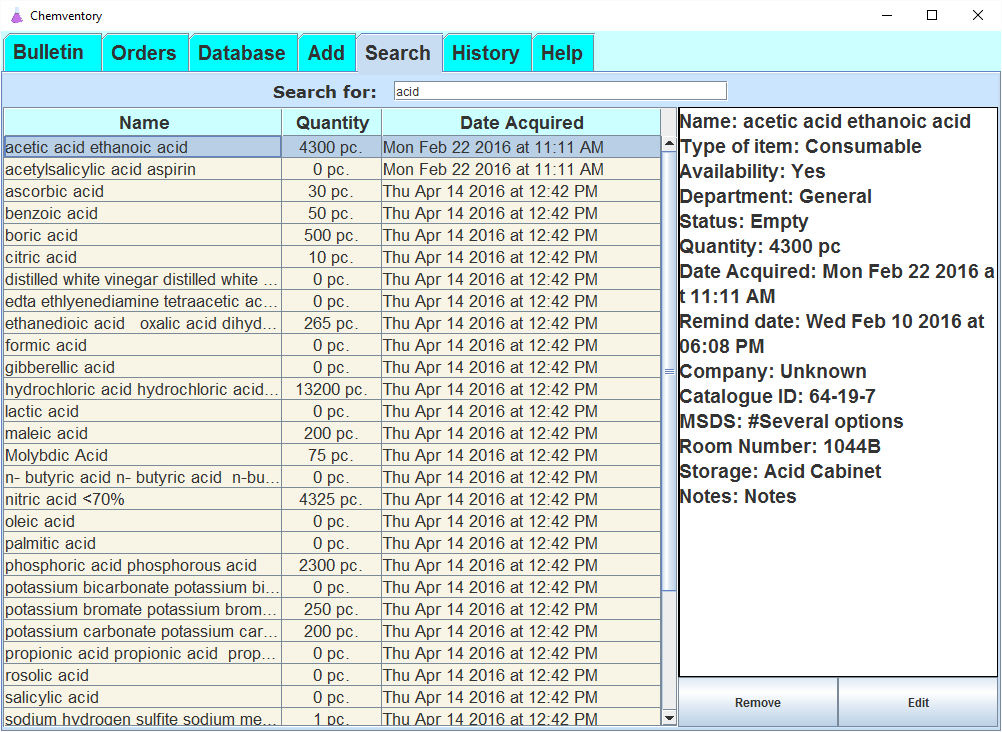 Chemventory
Bulletin Orders Database Add Search History Help
Search for: acid
Name Quantity Date Acquired
acetic acid ethanoic acid 4300 pc. Mon Feb 22 2016 at 11:11 AM
acetylsalicylic acid aspirin 0 pc. Mon Feb 22 2016 at 11:11 AM
ascorbic acid 30 pc. Thu Apr 14 2016 at 12:42 PM
benzoic acid 50 pc. Thu Apr 14 2016 at 12:42 PM
boric acid 500 pc. Thu Apr 14 2016 at 12:42 PM
citric acid 10 pc. Thu Apr 14 2016 at 12:42 PM
distilled white vinegar distilled white ... 0 pc. Thu Apr 14 2016 at 12:42 PM
edta ethlyenediamine tetraacetic ac... 0 pc. Thu Apr 14 2016 at 12:42 PM
ethanedioic acid   oxalic acid dihyd... 265 pc. Thu Apr 14 2016 at 12:42 PM
formic acid 0 pc. Thu Apr 14 2016 at 12:42 PM
gibberellic acid 0 pc. Thu Apr 14 2016 at 12:42 PM
hydrochloric acid hydrochloric acid... 13200 pc. Thu Apr 14 2016 at 12:42 PM
lactic acid 0 pc. Thu Apr 14 2016 at 12:42 PM
maleic acid 200 pc. Thu Apr 14 2016 at 12:42 PM
Molybdic Acid 75 pc. Thu Apr 14 2016 at 12:42 PM
n- butyric acid n- butyric acid  n-bu... 0 pc. Thu Apr 14 2016 at 12:42 PM
nitric acid <70% 4325 pc. Thu Apr 14 2016 at 12:42 PM
oleic acid 0 pc. Thu Apr 14 2016 at 12:42 PM
palmitic acid 0 pc. Thu Apr 14 2016 at 12:42 PM
phosphoric acid phosphorous acid 2300 pc. Thu Apr 14 2016 at 12:42 PM
potassium bicarbonate potassium bi... 0 pc. Thu Apr 14 2016 at 12:42 PM
potassium bromate potassium brom... 250 pc. Thu Apr 14 2016 at 12:42 PM
potassium carbonate potassium car... 200 pc. Thu Apr 14 2016 at 12:42 PM
propionic acid propionic acid  prop... 0 pc. Thu Apr 14 2016 at 12:42 PM
rosolic acid 0 pc. Thu Apr 14 2016 at 12:42 PM
salicylic acid 0 pc. Thu Apr 14 2016 at 12:42 PM
sodium hydrogen sulfite sodium me... 1 pc. Thu Apr 14 2016 at 12:42 PM
Name: acetic acid ethanoic acid
Type of item: Consumable
Availability: Yes
Department: General
Status: Empty
Quantity: 4300 pc
Date Acquired: Mon Feb 22 2016 a
t 11:11 AM
Remind date: Wed Feb 10 2016 at
06:08 PM
Company: Unknown
Catalogue ID: 64-19-7
MSDS: #Several options
Room Number: 1044B
Storage: Acid Cabinet
Notes: Notes
Remove Edit